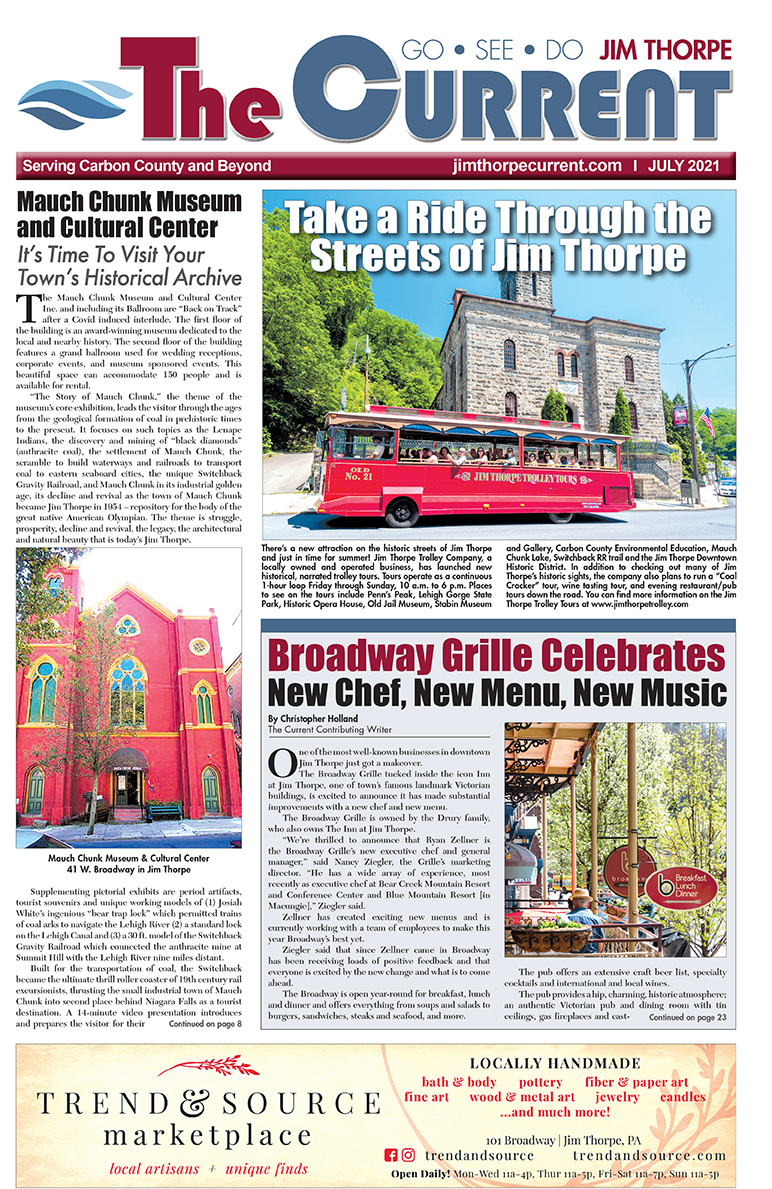 GO • SEE • DO JIM THORPE
The CURRENT
Serving Carbon County and Beyond
jimthorpecurrent.com I JULY 2021
Mauch Chunk Museum
and Cultural Center
It's Time To Visit Your
Town's Historical Archive
The Mauch Chunk Museum and Cultural Center
Inc. and including its Ballroom are "Back on Track"
after a Covid induced interlude. The first floor of
the building is an award-winning museum dedicated to the
local and nearby history. The second floor of the building
features a grand ballroom used for wedding receptions,
corporate events, and museum sponsored events. This
beautiful space can accommodate 150 people and is
available for rental.
"The Story of Mauch Chunk," the theme of the
museum's core exhibition, leads the visitor through the ages
from the geological formation of coal in prehistoric times
to the present. It focuses on such topics as the Lenape
Indians, the discovery and mining of "black diamonds"
(anthracite coal), the settlement of Mauch Chunk, the
scramble to build waterways and railroads to transport
coal to eastern seaboard cities, the unique Switchback
Gravity Railroad, and Mauch Chunk in its industrial golden
age, its decline and revival as the town of Mauch Chunk
became Jim Thorpe in 1954 – repository for the body of the
great native American Olympian. The theme is struggle,
prosperity, decline and revival, the legacy, the architectural
and natural beauty that is today's Jim Thorpe.
MAUCH CHUNK MUSEUM
Mauch Chunk Museum & Cultural Center
41 W. Broadway in Jim Thorpe
Supplementing pictorial exhibits are period artifacts,
tourist souvenirs and unique working models of (1) Josiah
White's ingenious "bear trap lock" which permitted trains
of coal arks to navigate the Lehigh River (2) a standard lock
on the Lehigh Canal and (3) a 30 ft. model of the Switchback
Gravity Railroad which connected the anthracite mine at
Summit Hill with the Lehigh River nine miles distant.
Built for the transportation of coal, the Switchback
became the ultimate thrill roller coaster of 19th century rail
excursionists, thrusting the small industrial town of Mauch
Chunk into second place behind Niagara Falls as a tourist
destination. A 14-minute video presentation introduces
and prepares the visitor for their Continued on page 8
Take a Ride Through the
Streets of Jim Thorpe
OLD
No. 21
JIM THORPE TROLLEY TOURS
There's a new attraction on the historic streets of Jim Thorpe
and just in time for summer! Jim Thorpe Trolley Company, a
locally owned and operated business, has launched new
historical, narrated trolley tours. Tours operate as a continuous
1-hour loop Friday through Sunday, 10 a.m. to 6 p.m. Places
to see on the tours include Penn's Peak, Lehigh Gorge State
Park, Historic Opera House, Old Jail Museum, Stabin Museum
and Gallery, Carbon County Environmental Education, Mauch
Chunk Lake, Switchback RR trail and the Jim Thorpe Downtown
Historic District. In addition to checking out many of Jim
Thorpe's historic sights, the company also plans to run a "Coal
Cracker" tour, wine tasting tour, and evening restaurant/pub
tours down the road. You can find more information on the Jim
Thorpe Trolley Tours at www.jimthorpetrolley.com
Broadway Grille Celebrates
New Chef, New Menu, New Music
By Christopher Holland
The Current Contributing Writer
One of the most well-known businesses in downtown
Jim Thorpe just got a makeover.
The Broadway Grille tucked inside the icon Inn
at Jim Thorpe, one of town's famous landmark Victorian
buildings, is excited to announce it has made substantial
improvements with a new chef and new menu.
The Broadway Grille is owned by the Drury family,
who also owns The Inn at Jim Thorpe.
"We're thrilled to announce that Ryan Zellner is
the Broadway Grille's new executive chef and general
manager," said Nancy Ziegler, the Grille's marketing
director. "He has a wide array of experience, most
recently as executive chef at Bear Creek Mountain Resort
and Conference Center and Blue Mountain Resort [in
Macungie]," Ziegler said.
Zellner has created exciting new menus and is
currently working with a team of employees to make this
year Broadway's best yet.
Ziegler said that since Zellner came in Broadway
has been receiving loads of positive feedback and that
everyone is excited by the new change and what is to come
ahead.
The Broadway is open year-round for breakfast, lunch
and dinner and offers everything from soups and salads to
burgers, sandwiches, steaks and seafood, and more.
b
broadway
b Breakfast
Lunch
Dinner
The pub offers an extensive craft beer list, specialty
cocktails and international and local wines.
The pub provides a hip, charming, historic atmosphere;
an authentic Victorian pub and dining room with tin
ceilings, gas fireplaces and cast- Continued on page 23
TREND & SOURCE
marketplace
local artisans + unique finds
LOCALLY HANDMADE
bath & body pottery fiber & paper art
fine art wood & metal art jewelry candles
...and much more!
101 Broadway | Jim Thorpe, PA
trendandsource trendandsource.com
Open Daily! Mon-Wed 11a-4p, Thur 11a-5p, Fri-Sat 11a-7p, Sun 11a-5p